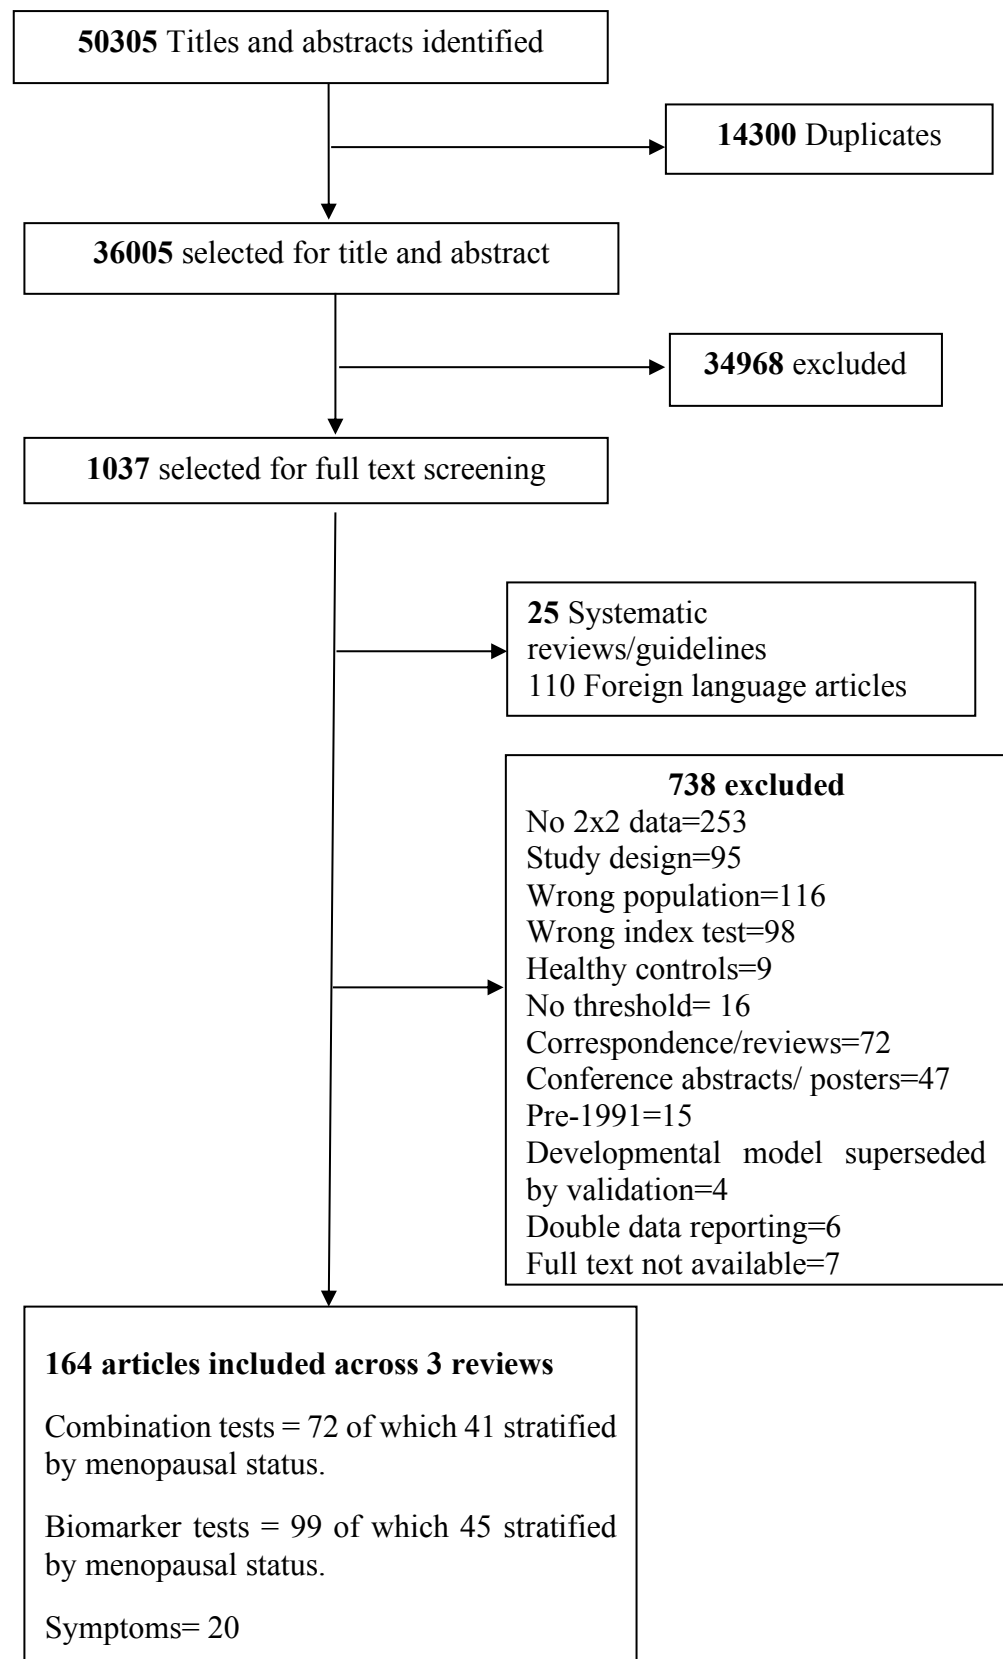 50305 Titles and abstracts identified
14300 Duplicates
36005 selected for title and abstract
34968 excluded
1037 selected for full text screening
25 Systematic
reviews/guidelines
110 Foreign language articles
738 excluded
No 2x2 data=253
Study design=95
Wrong population=116
Wrong index test=98
Healthy controls=9
No threshold= 16
Correspondence/reviews=72
Conference abstracts/ posters=47
Pre-1991=15
Developmental model superseded
by validation=4
Double data reporting=6
Full text not available=7
164 articles included across 3 reviews
Combination tests = 72 of which 41 stratified
by menopausal status.
Biomarker tests = 99 of which 45 stratified
by menopausal status.
Symptoms= 20